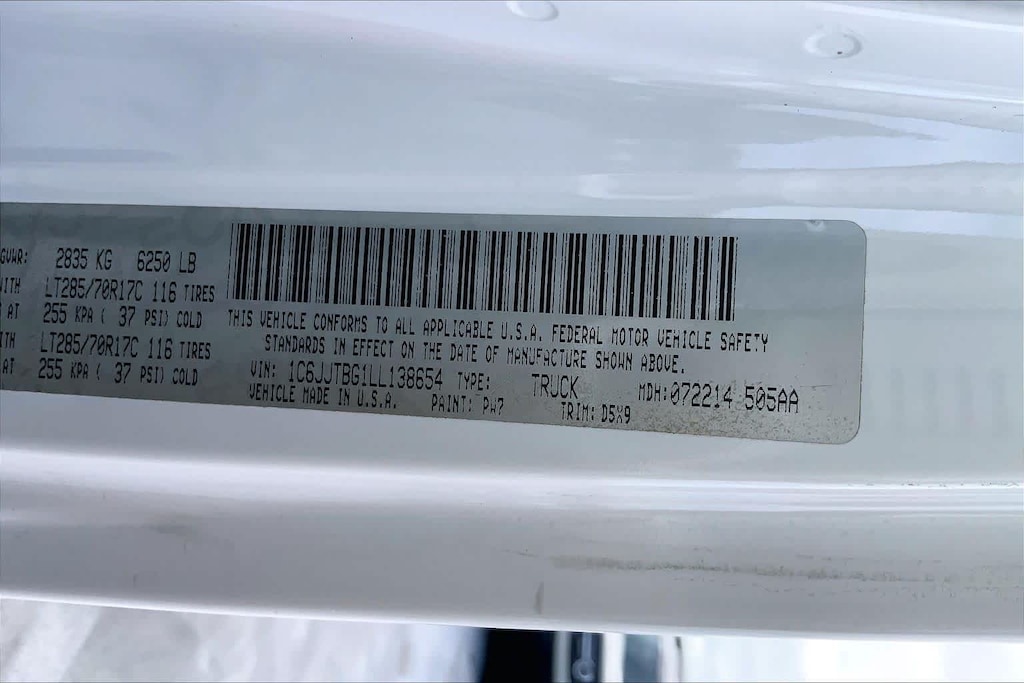 GVWR: 2835 KG 6250 LB
WITH LT285/70R17C 116 TIRES
AT 255 KPA ( 37 PSI) COLD
LT285/70R17C 116 TIRES
AT 255 KPA ( 37 PSI) COLD
THIS VEHICLE CONFORMS TO ALL APPLICABLE U.S.A. FEDERAL MOTOR VEHICLE SAFETY
STANDARDS IN EFFECT ON THE DATE OF MANUFACTURE SHOWN ABOVE.
VIN: 1C6JJTBG1LL138654 TYPE: TRUCK MDH:072214 505AA
VEHICLE MADE IN U.S.A. PAINT: PW7 TRIM: D5X9